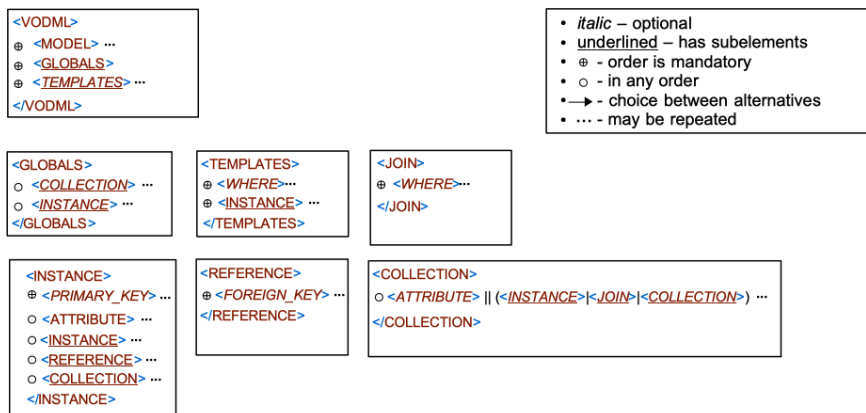 <VODML>
⊕ <MODEL> ...
⊕ <GLOBALS>
⊕ <TEMPLATES> ...
</VODML>
• italic – optional
• underlined – has subelements
• ⊕ - order is mandatory
• ○ - in any order
• → - choice between alternatives
• ... - may be repeated
<GLOBALS>
○ <COLLECTION> ...
○ <INSTANCE> ...
</GLOBALS>
<TEMPLATES>
⊕ <WHERE>...
⊕ <INSTANCE> ...
</TEMPLATES>
<JOIN>
⊕ <WHERE>...
</JOIN>
<INSTANCE>
⊕ <PRIMARY_KEY> ...
○ <ATTRIBUTE> ...
○ <INSTANCE> ...
○ <REFERENCE> ...
○ <COLLECTION> ...
</INSTANCE>
<REFERENCE>
⊕ <FOREIGN_KEY> ...
</REFERENCE>
<COLLECTION>
○ <ATTRIBUTE> || (<INSTANCE>|<JOIN>|<COLLECTION>) ...
</COLLECTION>